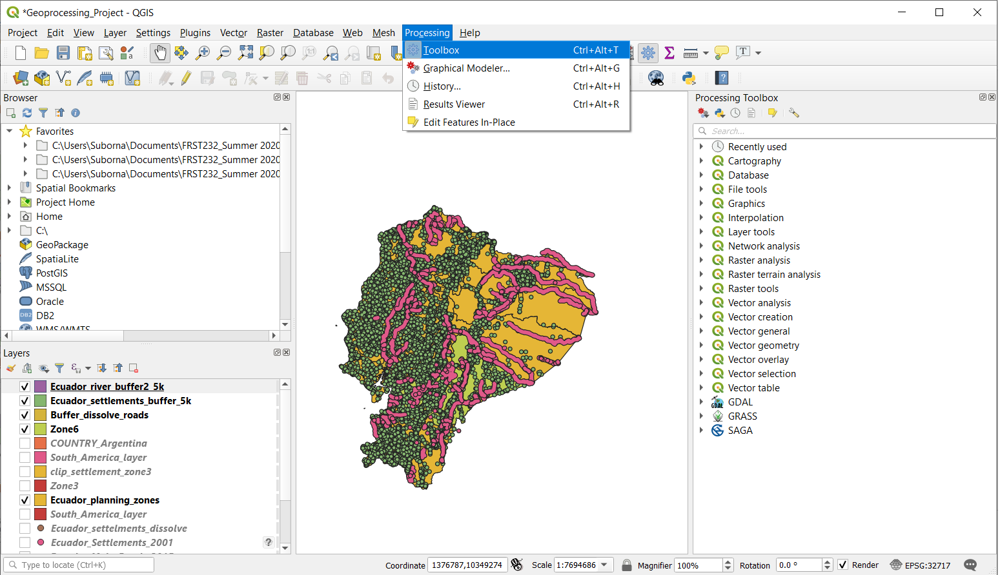 *Geoprocessing_Project - QGIS
Project Edit View Layer Settings Plugins Vector Raster Database Web Mesh Processing Help
Toolbox Ctrl+Alt+T
Graphical Modeler... Ctrl+Alt+G
History... Ctrl+Alt+H
Results Viewer Ctrl+Alt+R
Edit Features In-Place
Browser
Favorites
C:\Users\Suborna\Documents\FRST232_Summer 2020
C:\Users\Suborna\Documents\FRST232_Summer 2020
C:\Users\Suborna\Documents\FRST232_Summer 2020
Spatial Bookmarks
Project Home
Home
C:\
GeoPackage
SpatiaLite
PostGIS
MSSQL
Oracle
DB2
WMS/WMTS
Layers
Ecuador_river_buffer2_5k
Ecuador_settlements_buffer_5k
Buffer_dissolve_roads
Zone6
COUNTRY_Argentina
South_America_layer
clip_settlement_zone3
Zone3
Ecuador_planning_zones
South_America_layer
Ecuador_settelments_dissolve
Ecuador_Settlements_2001
Processing Toolbox
Search...
Recently used
Cartography
Database
File tools
Graphics
Interpolation
Layer tools
Network analysis
Raster analysis
Raster terrain analysis
Raster tools
Vector analysis
Vector creation
Vector general
Vector geometry
Vector overlay
Vector selection
Vector table
GDAL
GRASS
SAGA
Type to locate (Ctrl+K)
Coordinate 1376787,10349274 Scale 1:7694686 Magnifier 100% Rotation 0.0 ° Render EPSG:32717